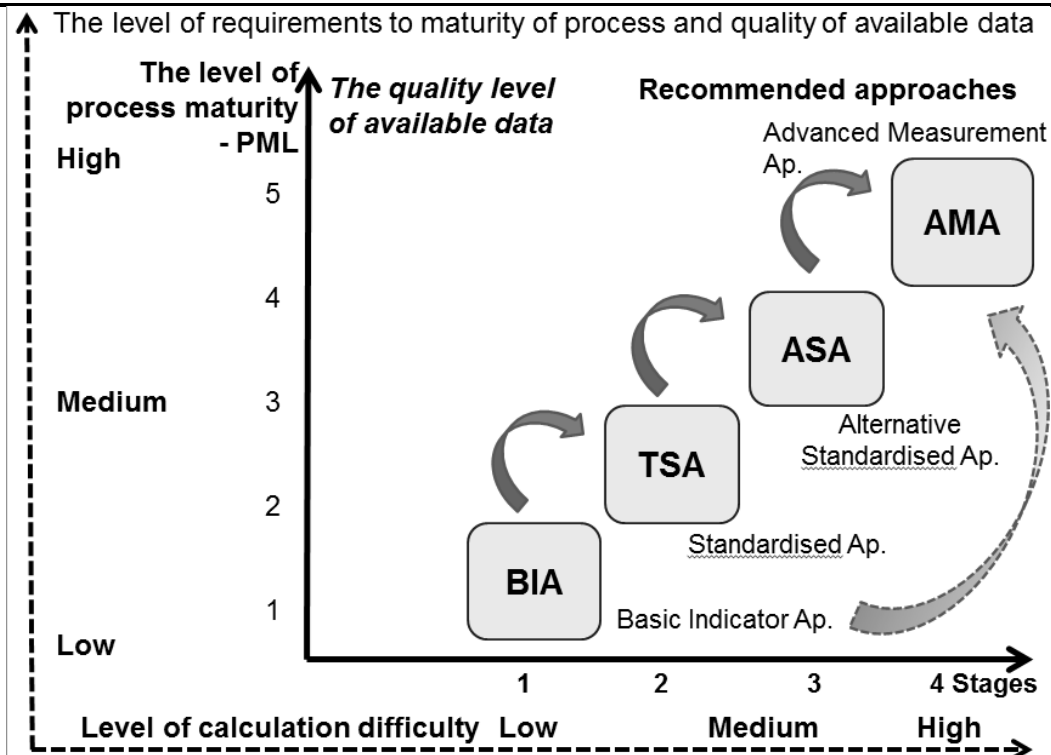 The level of requirements to maturity of process and quality of available data
The level of
process maturity
- PML
The quality level
of available data
Recommended approaches
Advanced Measurement
Ap.
High
5
AMA
4
ASA
Medium
3
Alternative
Standardised Ap.
TSA
2
Standardised Ap.
BIA
1
Basic Indicator Ap.
Low
1
2
3
4 Stages
Level of calculation difficulty
Low
Medium
High